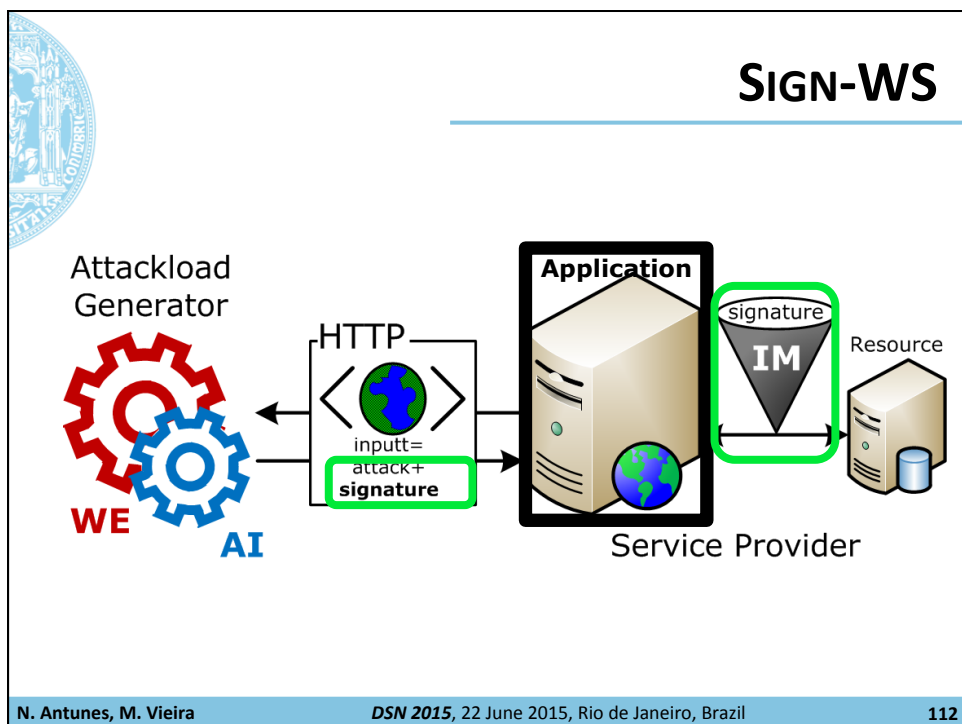 SIGN-WS
Attackload
Generator
WE
AI
HTTP
inputt=
attack+
signature
Application
signature
IM
Resource
Service Provider
N. Antunes, M. Vieira
DSN 2015, 22 June 2015, Rio de Janeiro, Brazil
112